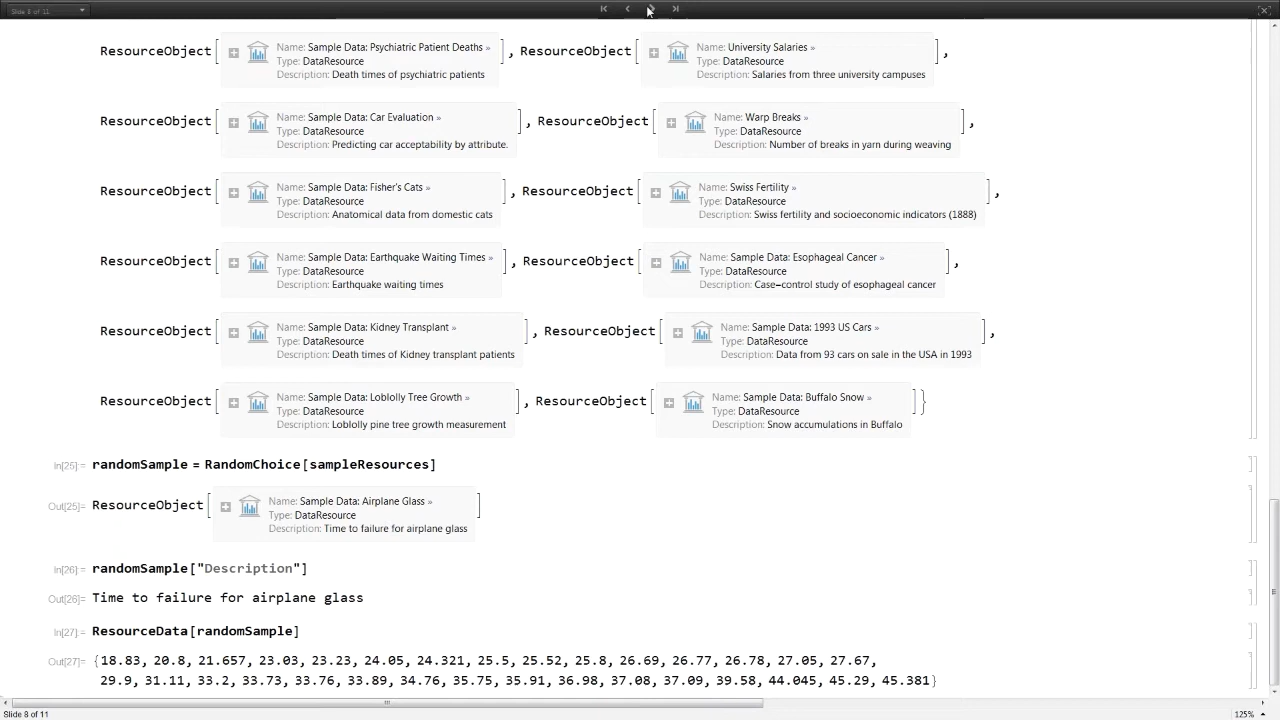 Slide 8 of 11
ResourceObject[ Name: Sample Data: Psychiatric Patient Deaths » ], ResourceObject[ Name: University Salaries » ],
Type: DataResource Type: DataResource
Description: Death times of psychiatric patients Description: Salaries from three university campuses
ResourceObject[ Name: Sample Data: Car Evaluation » ], ResourceObject[ Name: Warp Breaks » ],
Type: DataResource Type: DataResource
Description: Predicting car acceptability by attribute. Description: Number of breaks in yarn during weaving
ResourceObject[ Name: Sample Data: Fisher's Cats » ], ResourceObject[ Name: Swiss Fertility » ],
Type: DataResource Type: DataResource
Description: Anatomical data from domestic cats Description: Swiss fertility and socioeconomic indicators (1888)
ResourceObject[ Name: Sample Data: Earthquake Waiting Times » ], ResourceObject[ Name: Sample Data: Esophageal Cancer » ],
Type: DataResource Type: DataResource
Description: Earthquake waiting times Description: Case–control study of esophageal cancer
ResourceObject[ Name: Sample Data: Kidney Transplant » ], ResourceObject[ Name: Sample Data: 1993 US Cars » ],
Type: DataResource Type: DataResource
Description: Death times of Kidney transplant patients Description: Data from 93 cars on sale in the USA in 1993
ResourceObject[ Name: Sample Data: Loblolly Tree Growth » ], ResourceObject[ Name: Sample Data: Buffalo Snow » ]}
Type: DataResource Type: DataResource
Description: Loblolly pine tree growth measurement Description: Snow accumulations in Buffalo
In[25]:= randomSample = RandomChoice[sampleResources]
Out[25]= ResourceObject[ Name: Sample Data: Airplane Glass » ]
Type: DataResource
Description: Time to failure for airplane glass
In[26]:= randomSample["Description"]
Out[26]= Time to failure for airplane glass
In[27]:= ResourceData[randomSample]
Out[27]= {18.83, 20.8, 21.657, 23.03, 23.23, 24.05, 24.321, 25.5, 25.52, 25.8, 26.69, 26.77, 26.78, 27.05, 27.67,
29.9, 31.11, 33.2, 33.73, 33.76, 33.89, 34.76, 35.75, 35.91, 36.98, 37.08, 37.09, 39.58, 44.045, 45.29, 45.381}
Slide 8 of 11 125%